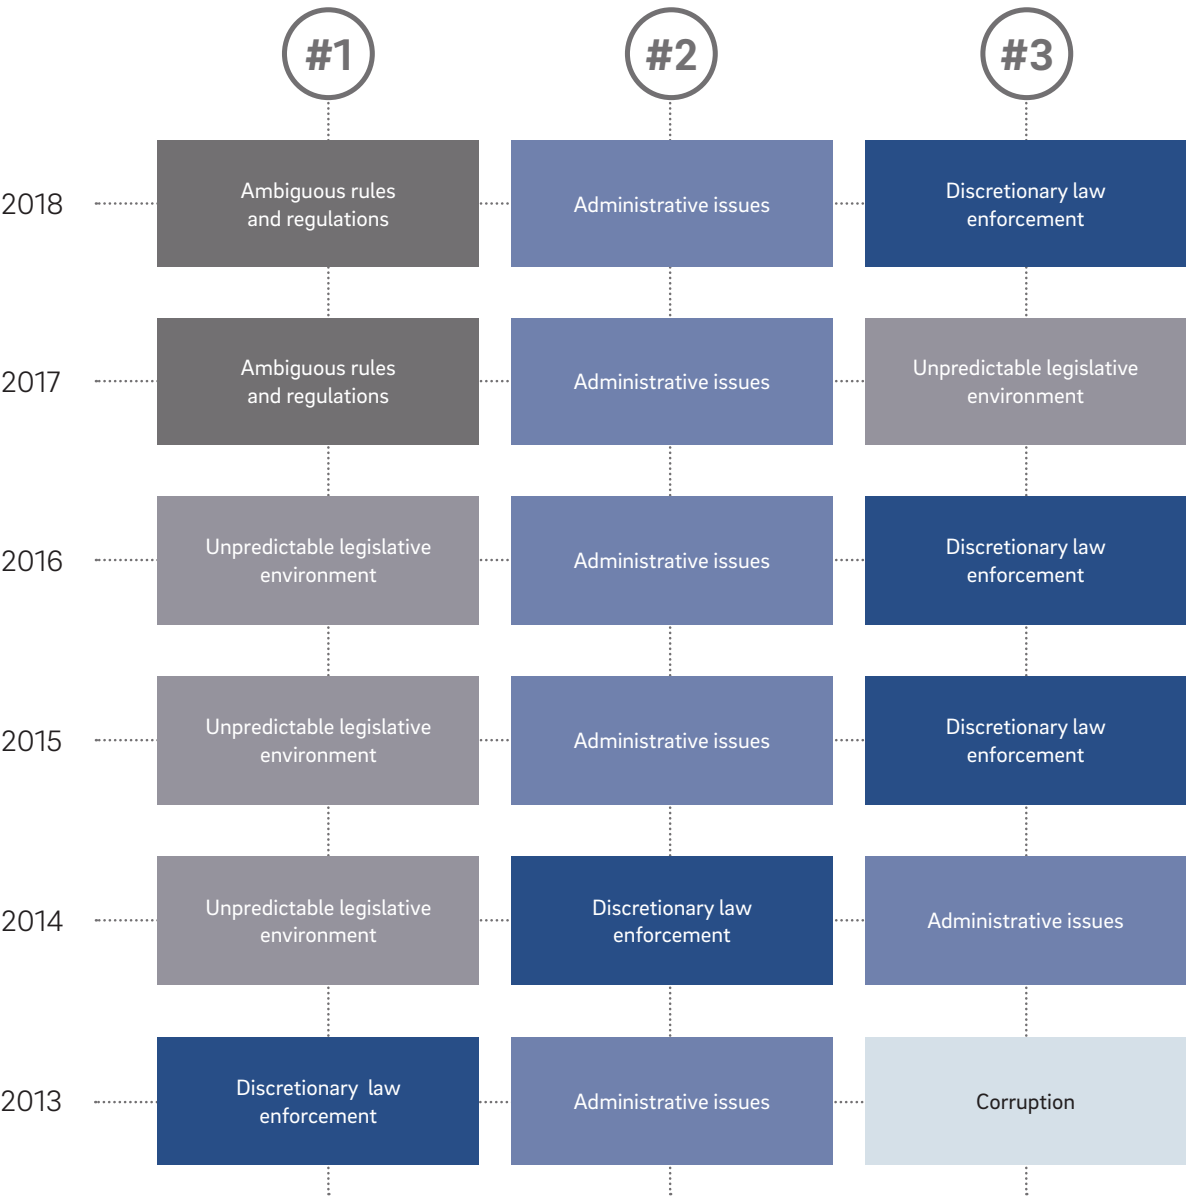 #1
#2
#3
2018
Ambiguous rules
and regulations
Administrative issues
Discretionary law
enforcement
2017
Ambiguous rules
and regulations
Administrative issues
Unpredictable legislative
environment
2016
Unpredictable legislative
environment
Administrative issues
Discretionary law
enforcement
2015
Unpredictable legislative
environment
Administrative issues
Discretionary law
enforcement
2014
Unpredictable legislative
environment
Discretionary law
enforcement
Administrative issues
2013
Discretionary law
enforcement
Administrative issues
Corruption